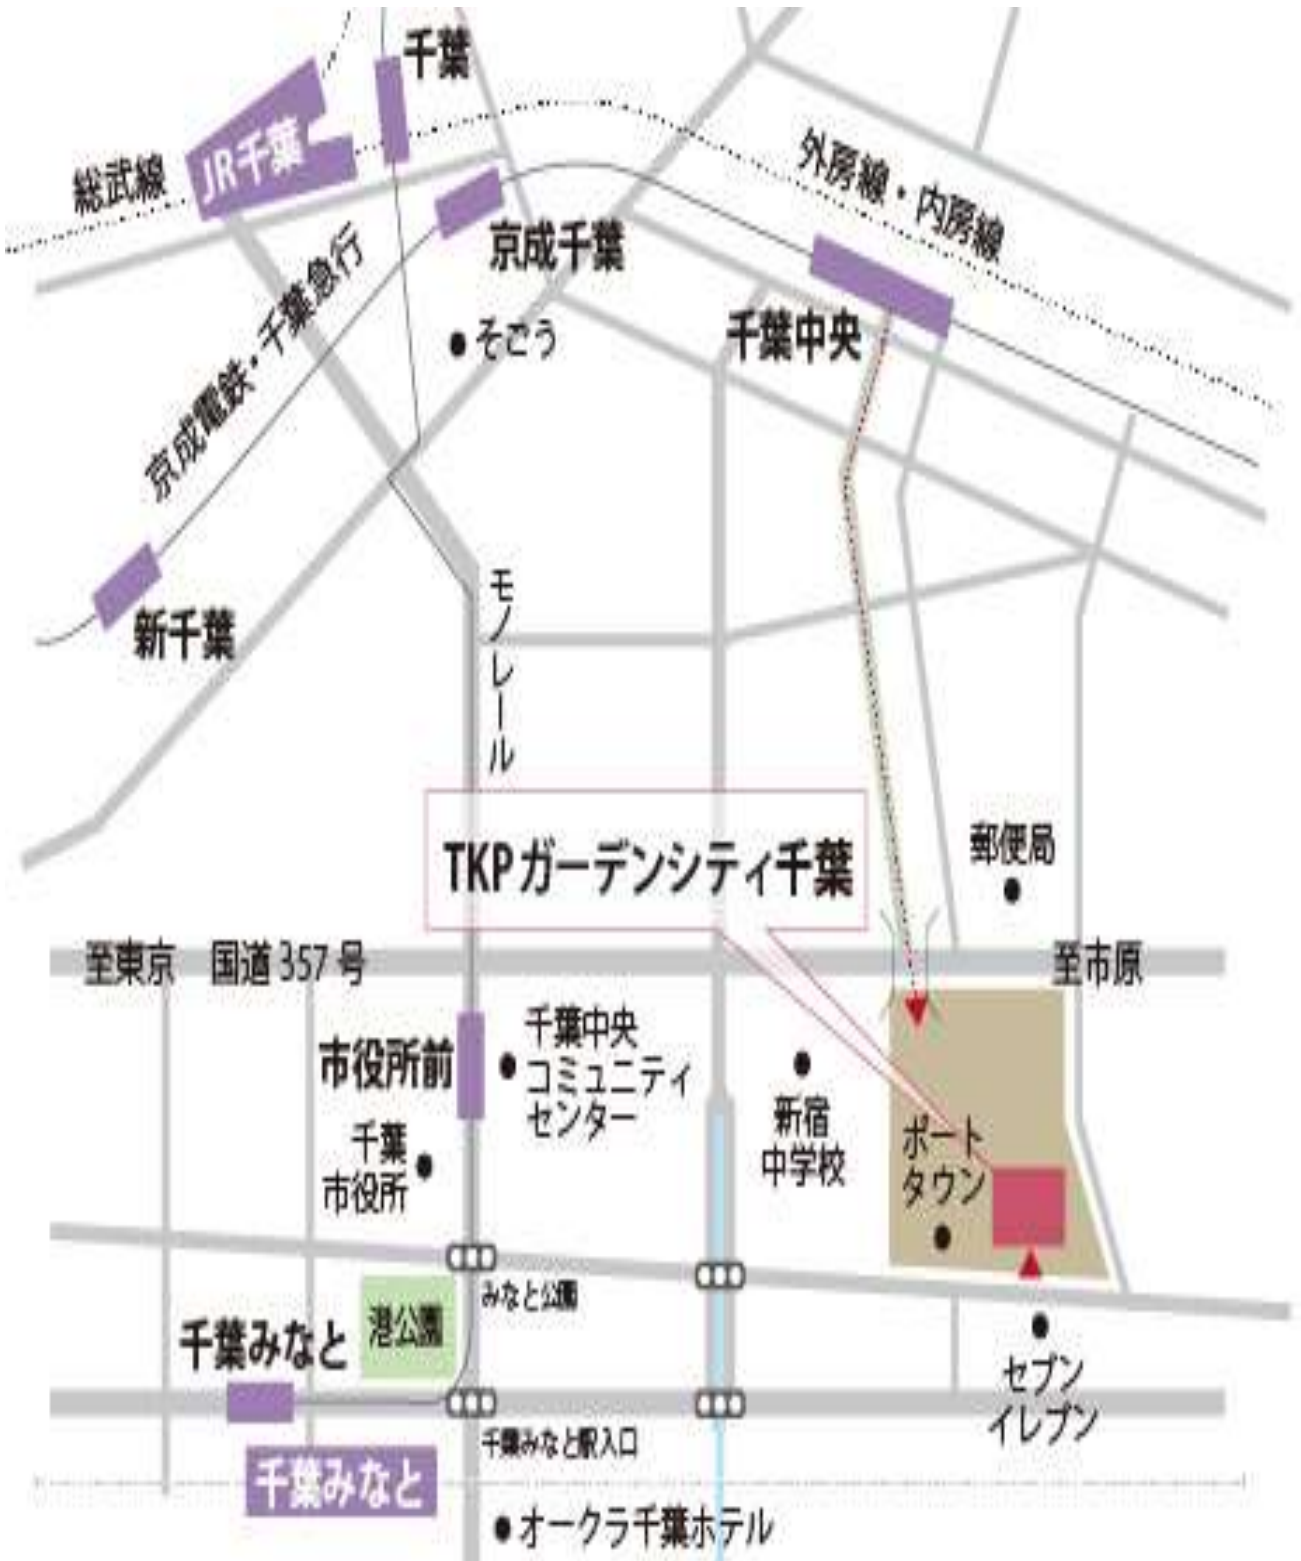 千葉
JR千葉
総武線
外房線・内房線
京成千葉
京成電鉄・千葉急行
そごう
千葉中央
新千葉
モノレール
TKPガーデンシティ千葉
郵便局
至東京
国道357号
至市原
市役所前
千葉中央
コミュニティ
センター
千葉
市役所
新宿
中学校
ポート
タウン
みなと公園
港公園
千葉みなと
セブン
イレブン
千葉みなと駅入口
千葉みなと
オークラ千葉ホテル